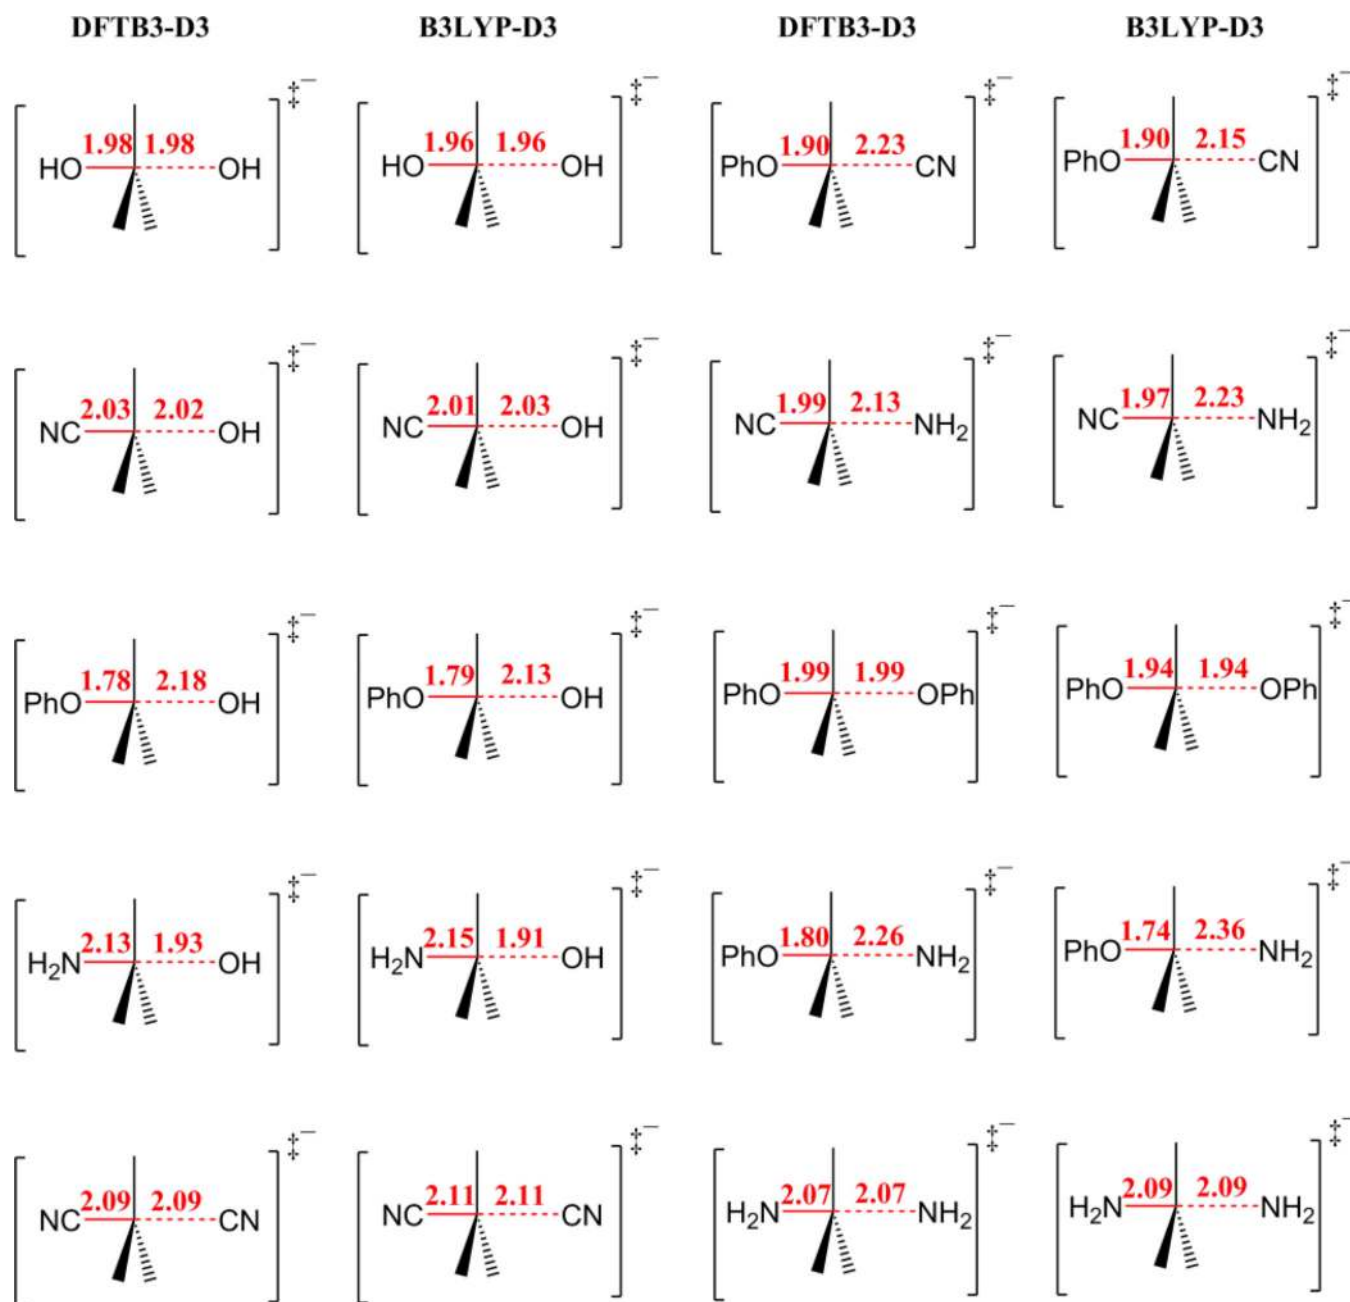 DFTB3-D3 B3LYP-D3 DFTB3-D3 B3LYP-D3
‡− ‡− ‡− ‡−
HO 1.98 1.98 OH HO 1.96 1.96 OH PhO 1.90 2.23 CN PhO 1.90 2.15 CN
‡− ‡− ‡− ‡−
NC 2.03 2.02 OH NC 2.01 2.03 OH NC 1.99 2.13 NH₂ NC 1.97 2.23 NH₂
‡− ‡− ‡− ‡−
PhO 1.78 2.18 OH PhO 1.79 2.13 OH PhO 1.99 1.99 OPh PhO 1.94 1.94 OPh
‡− ‡− ‡− ‡−
H₂N 2.13 1.93 OH H₂N 2.15 1.91 OH PhO 1.80 2.26 NH₂ PhO 1.74 2.36 NH₂
‡− ‡− ‡− ‡−
NC 2.09 2.09 CN NC 2.11 2.11 CN H₂N 2.07 2.07 NH₂ H₂N 2.09 2.09 NH₂